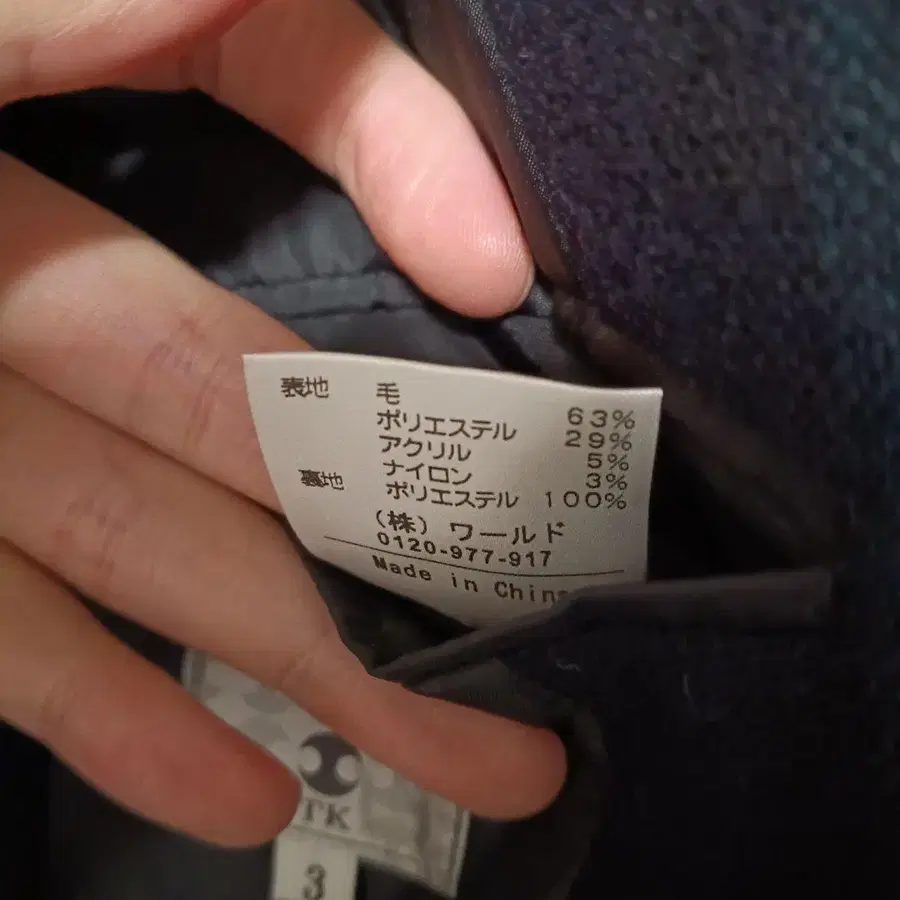 表地 毛 63%
ポリエステル 29%
アクリル 5%
ナイロン 3%
裏地 ポリエステル 100%
(株) ワールド
0120-977-917
Made in China
TK
3